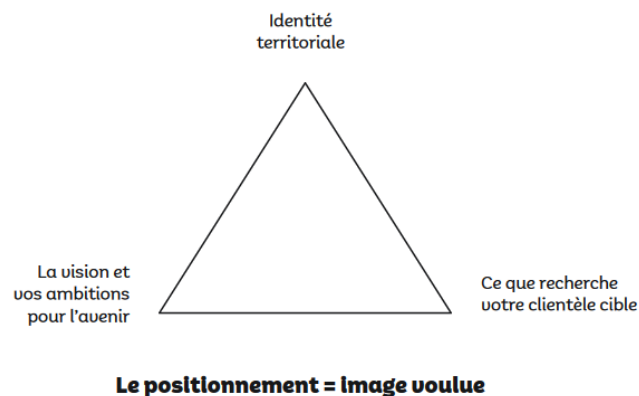 Identité
territoriale
La vision et
vos ambitions
pour l'avenir
Ce que recherche
votre clientèle cible
Le positionnement = image voulue